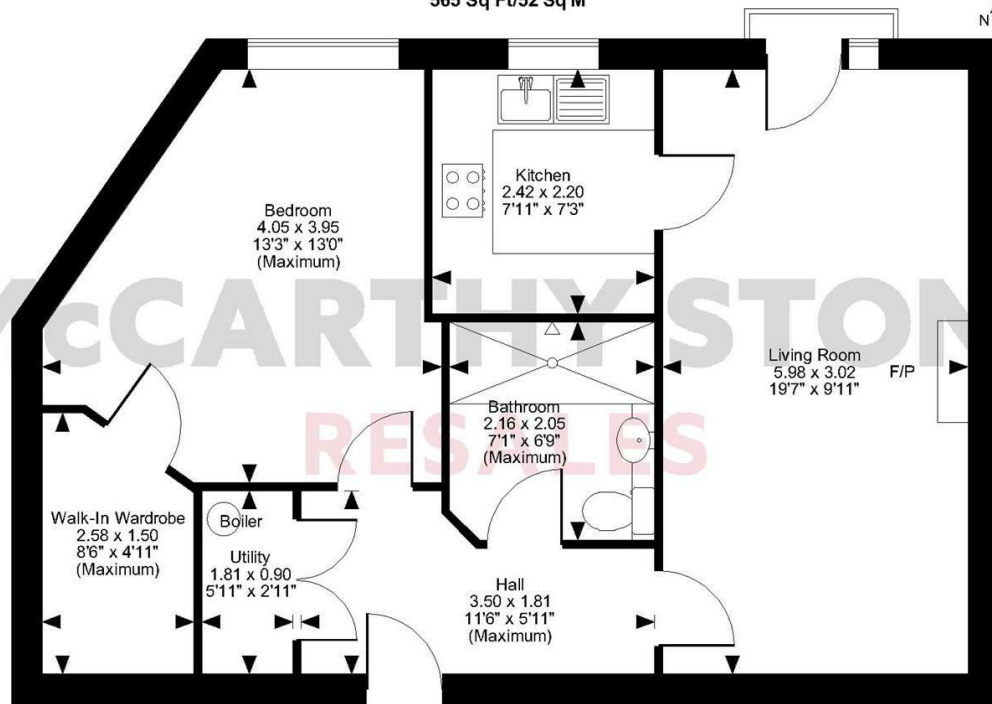 565 Sq Ft/52 Sq M
N
Kitchen
2.42 x 2.20
7'11" x 7'3"
Bedroom
4.05 x 3.95
13'3" x 13'0"
(Maximum)
McCARTHY STON
RESALES
Living Room
5.98 x 3.02
19'7" x 9'11"
F/P
Bathroom
2.16 x 2.05
7'1" x 6'9"
(Maximum)
Walk-In Wardrobe
2.58 x 1.50
8'6" x 4'11"
(Maximum)
Boiler
Utility
1.81 x 0.90
5'11" x 2'11"
Hall
3.50 x 1.81
11'6" x 5'11"
(Maximum)